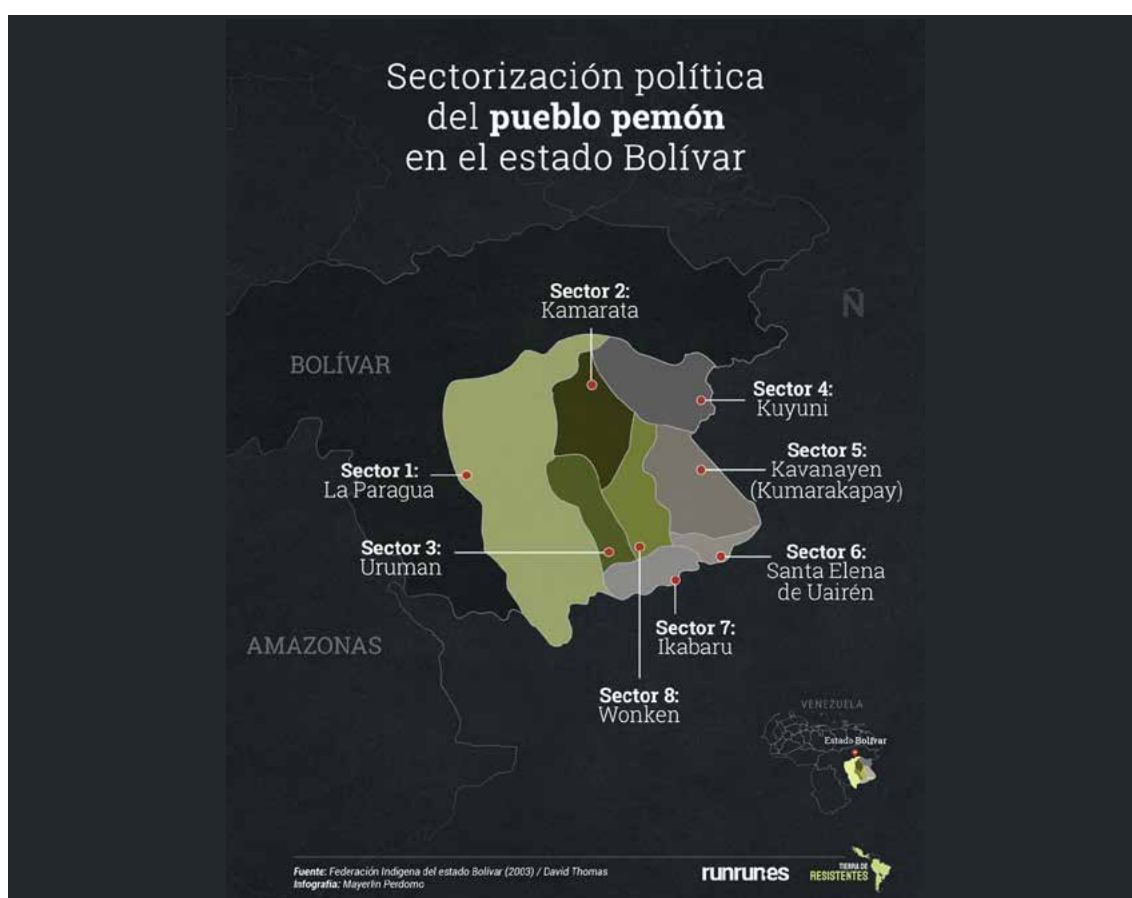 Sectorización política
del pueblo pemón
en el estado Bolívar
Sector 2:
Kamarata
Ñ
BOLÍVAR
Sector 4:
Kuyuni
Sector 5:
Kavanayen
(Kumarakapay)
Sector 1:
La Paragua
Sector 3:
Uruman
Sector 6:
Santa Elena
de Uairén
Sector 7:
Ikabaru
AMAZONAS
Sector 8:
Wonken
VENEZUELA
Estado Bolívar
Fuente: Federación Indígena del estado Bolívar (2003) / David Thomas
Infografía: Mayerlin Perdomo
runrun.es
TIERRA DE
RESISTENTES